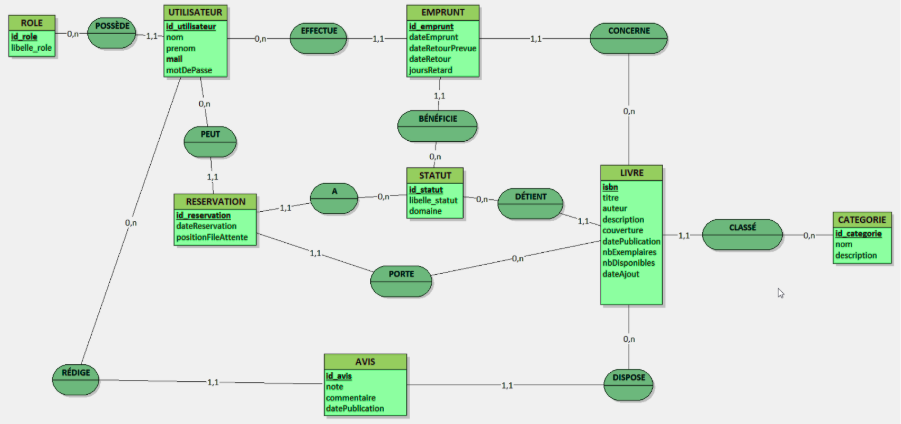 ROLE
id_role
libelle_role
0,n
POSSÈDE
1,1
UTILISATEUR
id_utilisateur
nom
prenom
mail
motDePasse
0,n
EFFECTUE
1,1
EMPRUNT
id_emprunt
dateEmprunt
dateRetourPrevue
dateRetour
joursRetard
1,1
CONCERNE
0,n
0,n
PEUT
1,1
1,1
BÉNÉFICIE
0,n
RESERVATION
id_reservation
dateReservation
positionFileAttente
1,1
A
0,n
STATUT
id_statut
libelle_statut
domaine
0,n
DÉTIENT
1,1
LIVRE
isbn
titre
auteur
description
couverture
datePublication
nbExemplaires
nbDisponibles
dateAjout
1,1
CLASSÉ
0,n
CATEGORIE
id_categorie
nom
description
1,1
PORTE
0,n
0,n
RÉDIGE
1,1
AVIS
id_avis
note
commentaire
datePublication
1,1
DISPOSE
0,n